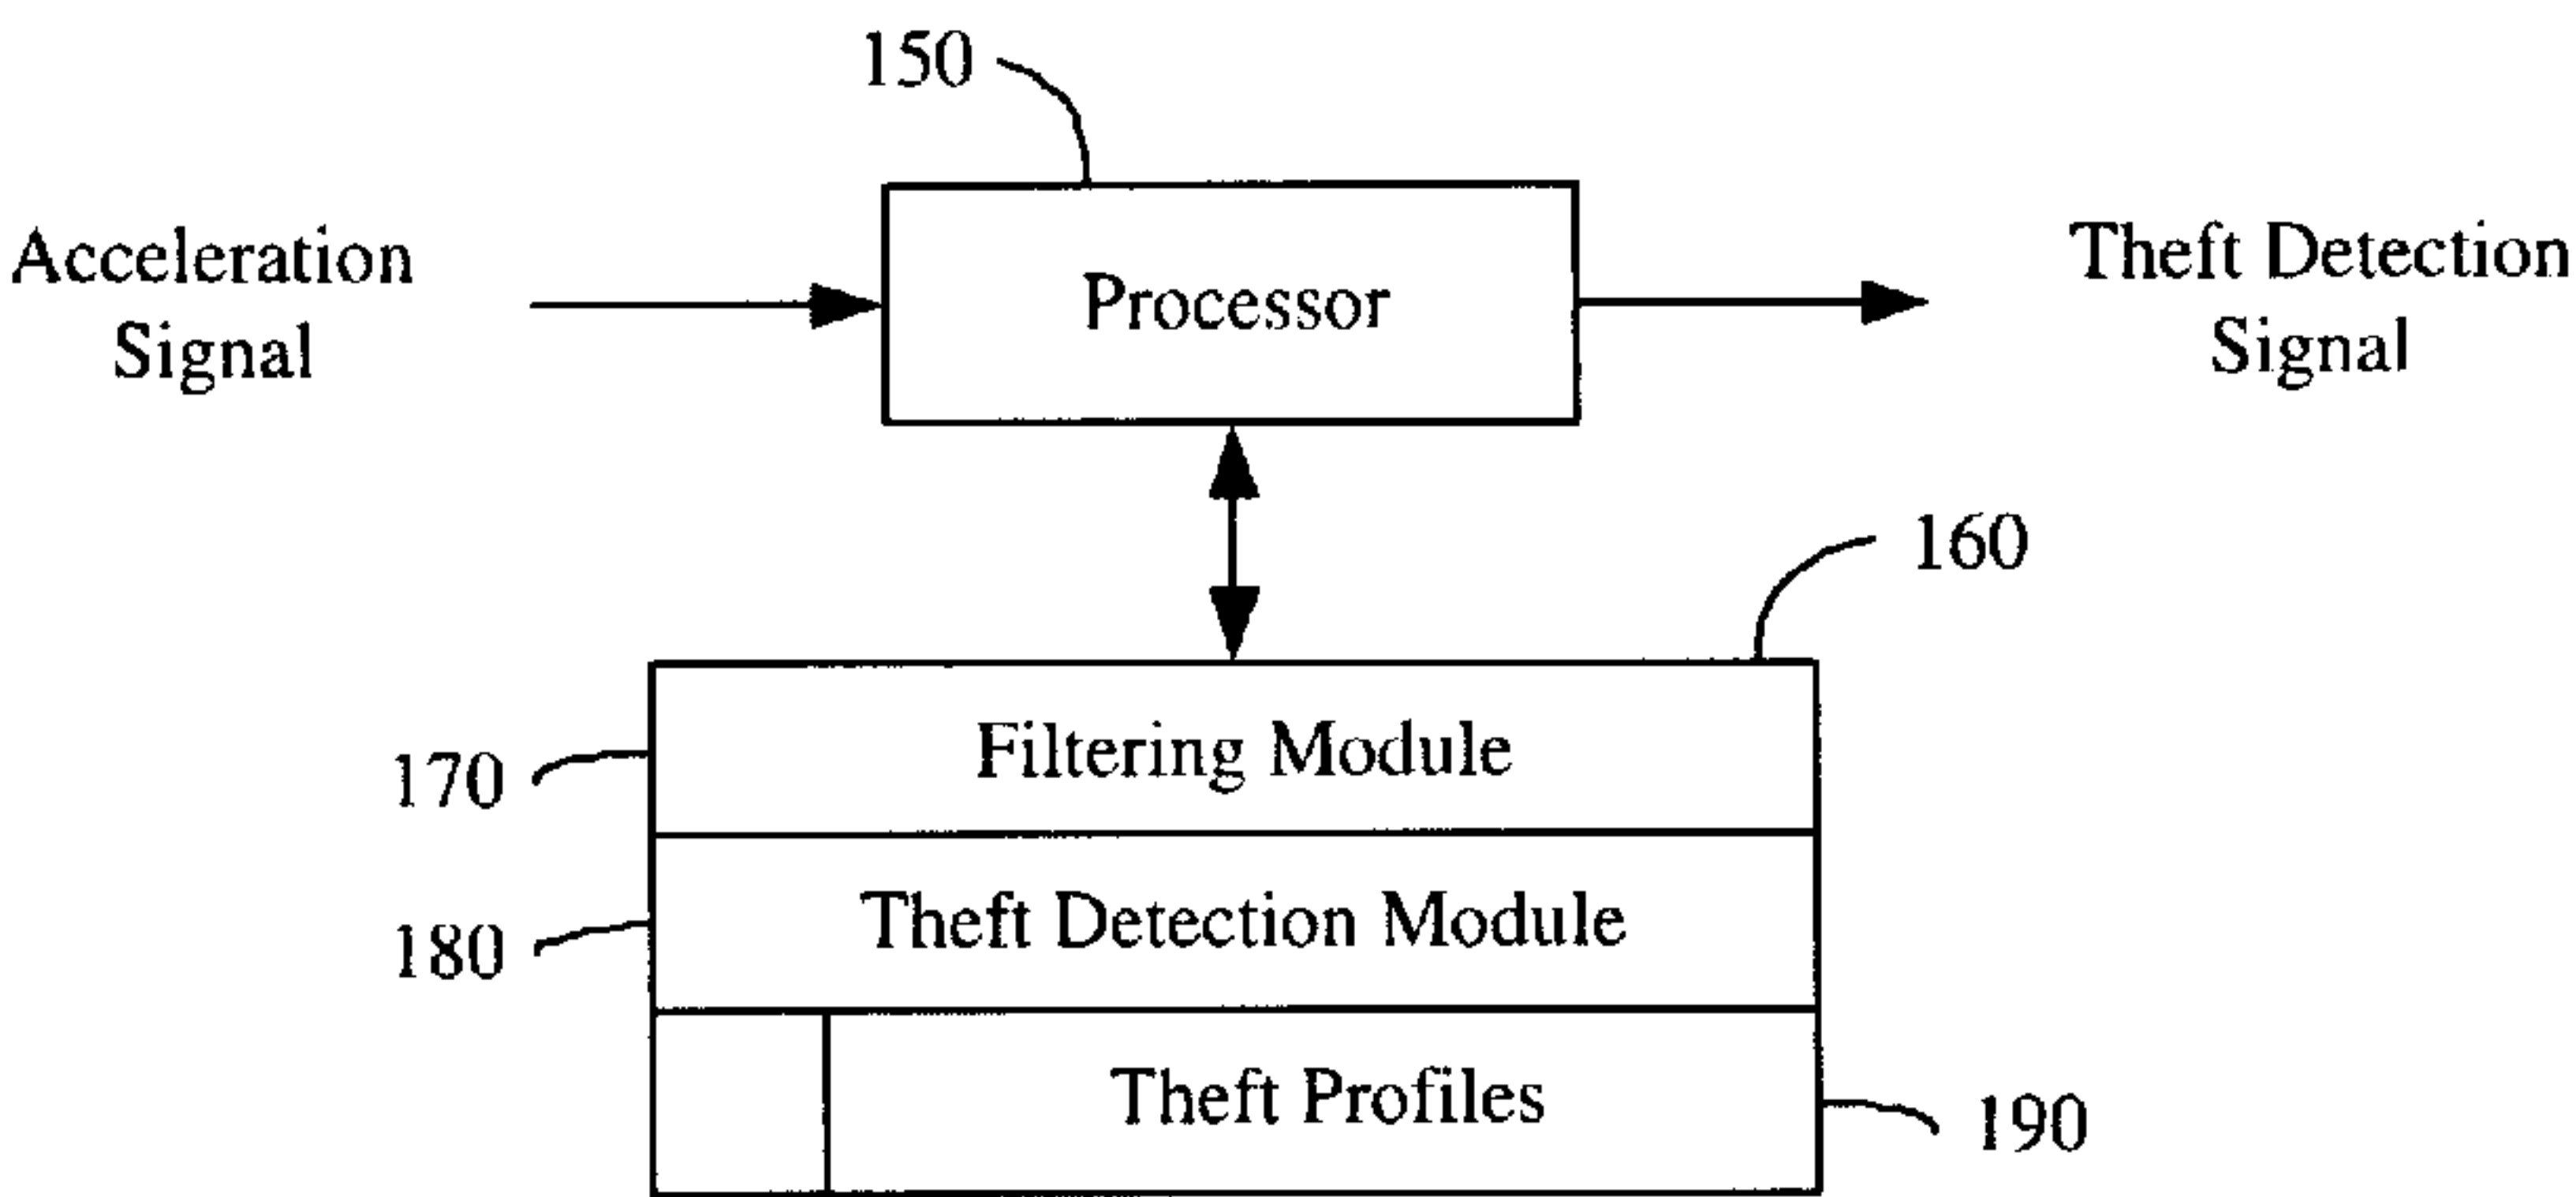 150
Acceleration
Signal
Processor
Theft Detection
Signal
160
Filtering Module
170
Theft Detection Module
180
Theft Profiles
190